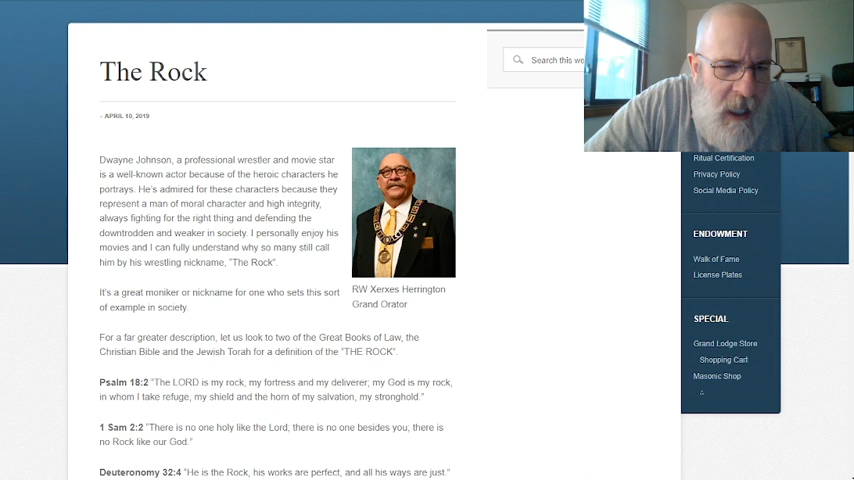 The Rock
- APRIL 10, 2019
Dwayne Johnson, a professional wrestler and movie star
is a well-known actor because of the heroic characters he
portrays. He's admired for these characters because they
represent a man of moral character and high integrity,
always fighting for the right thing and defending the
downtrodden and weaker in society. I personally enjoy his
movies and I can fully understand why so many still call
him by his wrestling nickname, "The Rock".
RW Xerxes Herrington
Grand Orator
It's a great moniker or nickname for one who sets this sort
of example in society.
For a far greater description, let us look to two of the Great Books of Law, the
Christian Bible and the Jewish Torah for a definition of the "THE ROCK".
Psalm 18:2 "The LORD is my rock, my fortress and my deliverer; my God is my rock,
in whom I take refuge, my shield and the horn of my salvation, my stronghold."
1 Sam 2:2 "There is no one holy like the Lord; there is no one besides you; there is
no Rock like our God."
Deuteronomy 32:4 "He is the Rock, his works are perfect, and all his ways are just."
Search this we
Ritual Certification
Privacy Policy
Social Media Policy
ENDOWMENT
Walk of Fame
License Plates
SPECIAL
Grand Lodge Store
Shopping Cart
Masonic Shop